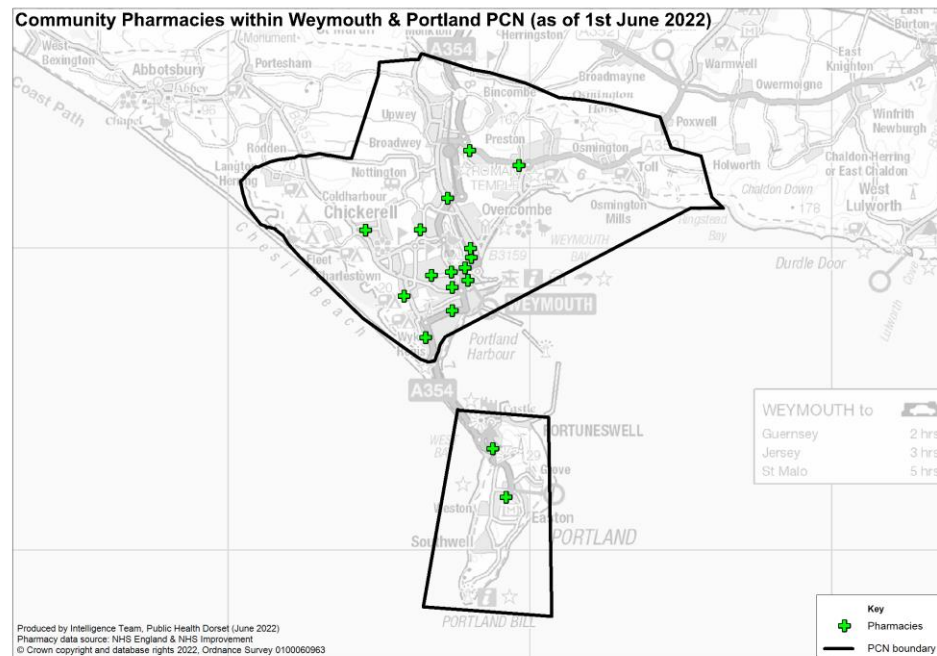 Community Pharmacies within Weymouth & Portland PCN (as of 1st June 2022)
A354
West Bexington
Abbotsbury
Portesham
Herringston
Warmwell
East Knighton
Broadmayne
Bincombe
Owermoigne
12
Coast Path
Upwey
Poxwell
Winfrith Newburgh
Rodden
Broadwey
Preston
Osmington
Holworth
Chaldon Herring or East Chaldon
Langton Herring
Nottington
6
Chaldon Down
West Lulworth
Coldharbour
Chickerell
Overcombe
Osmington Mills
178
Chesil Beach
Fleet
Charlestown
B3159
WEYMOUTH BAY
Durdle Door
WEYMOUTH
Portland Harbour
A354
WEYMOUTH to
Guernsey 2 hrs
Jersey 3 hrs
St Malo 5 hrs
Castle
Grove
Weston
Easton
Southwell
PORTLAND
PORTLAND BILL
Key
Pharmacies
PCN boundary
Produced by Intelligence Team, Public Health Dorset (June 2022)
Pharmacy data source: NHS England & NHS Improvement
© Crown copyright and database rights 2022, Ordnance Survey 0100060963